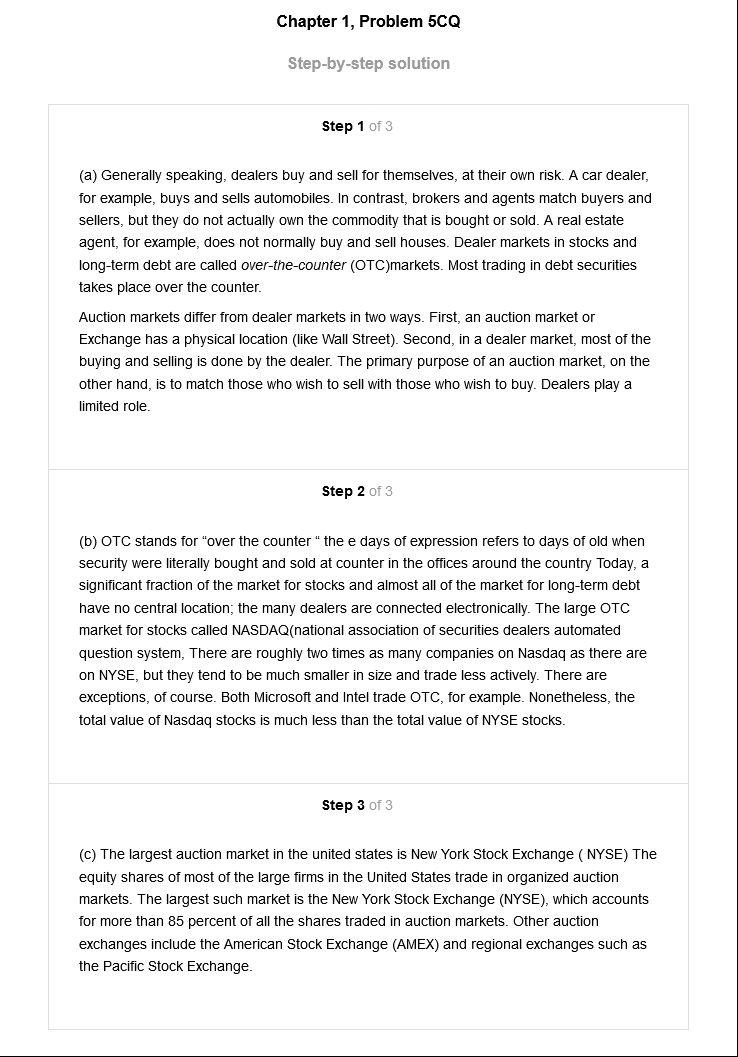 Chapter 1, Problem 5CQ
Step-by-step solution
Step 1 of 3
(a) Generally speaking, dealers buy and sell for themselves, at their own risk. A car dealer,
for example, buys and sells automobiles. In contrast, brokers and agents match buyers and
sellers, but they do not actually own the commodity that is bought or sold. A real estate
agent, for example, does not normally buy and sell houses. Dealer markets in stocks and
long-term debt are called over-the-counter (OTC)markets. Most trading in debt securities
takes place over the counter.
Auction markets differ from dealer markets in two ways. First, an auction market or
Exchange has a physical location (like Wall Street). Second, in a dealer market, most of the
buying and selling is done by the dealer. The primary purpose of an auction market, on the
other hand, is to match those who wish to sell with those who wish to buy. Dealers play a
limited role.
Step 2 of 3
(b) OTC stands for “over the counter “ the e days of expression refers to days of old when
security were literally bought and sold at counter in the offices around the country Today, a
significant fraction of the market for stocks and almost all of the market for long-term debt
have no central location; the many dealers are connected electronically. The large OTC
market for stocks called NASDAQ(national association of securities dealers automated
question system, There are roughly two times as many companies on Nasdaq as there are
on NYSE, but they tend to be much smaller in size and trade less actively. There are
exceptions, of course. Both Microsoft and Intel trade OTC, for example. Nonetheless, the
total value of Nasdaq stocks is much less than the total value of NYSE stocks.
Step 3 of 3
(c) The largest auction market in the united states is New York Stock Exchange ( NYSE) The
equity shares of most of the large firms in the United States trade in organized auction
markets. The largest such market is the New York Stock Exchange (NYSE), which accounts
for more than 85 percent of all the shares traded in auction markets. Other auction
exchanges include the American Stock Exchange (AMEX) and regional exchanges such as
the Pacific Stock Exchange.